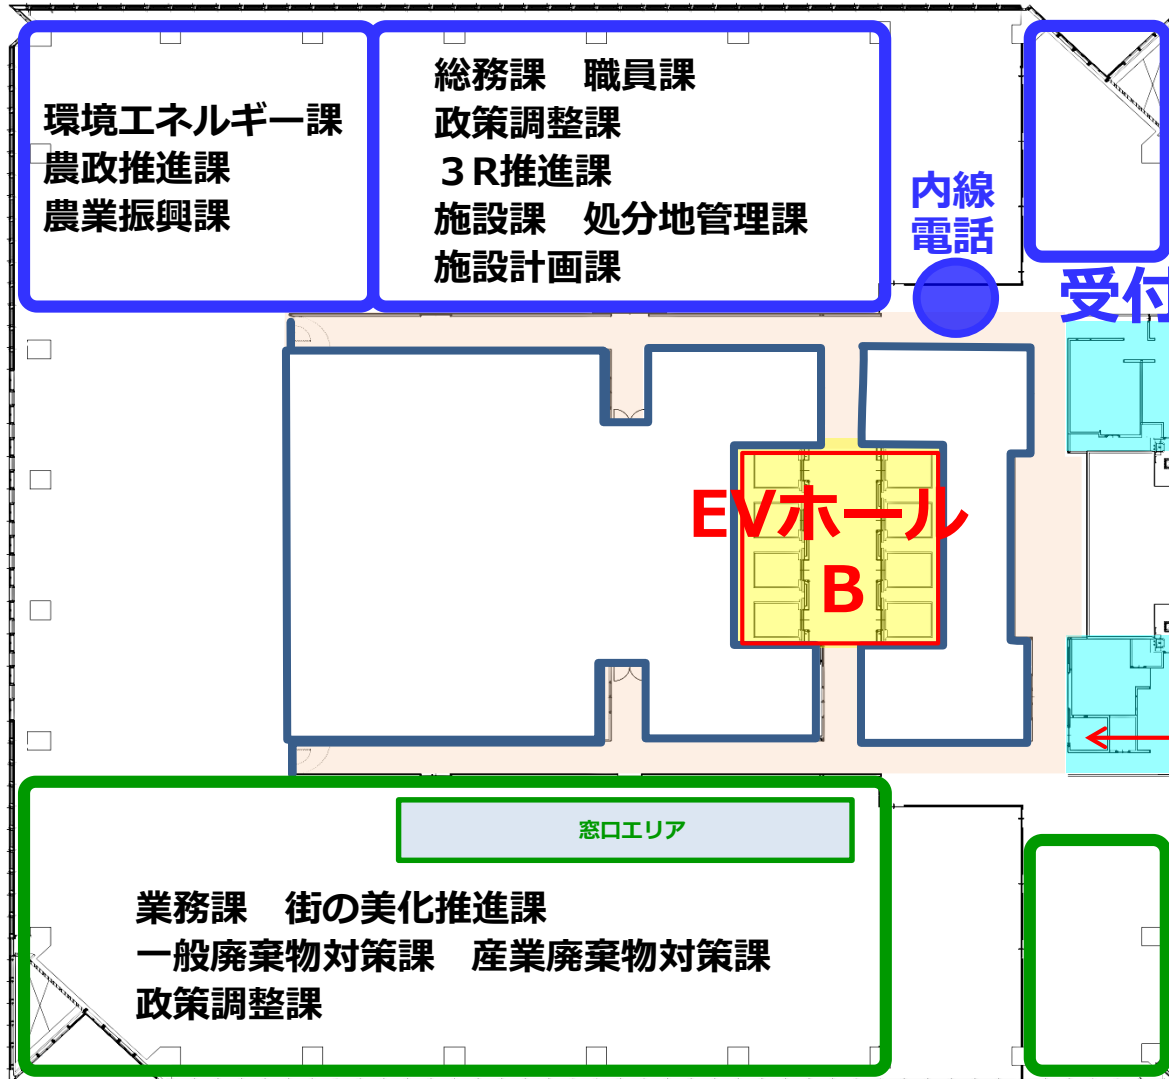 環境エネルギー課
農政推進課
農業振興課
総務課　職員課
政策調整課
３R推進課
施設課　処分地管理課
施設計画課
内線
電話
受付
EVホール
B
窓口エリア
業務課　街の美化推進課
一般廃棄物対策課　産業廃棄物対策課
政策調整課